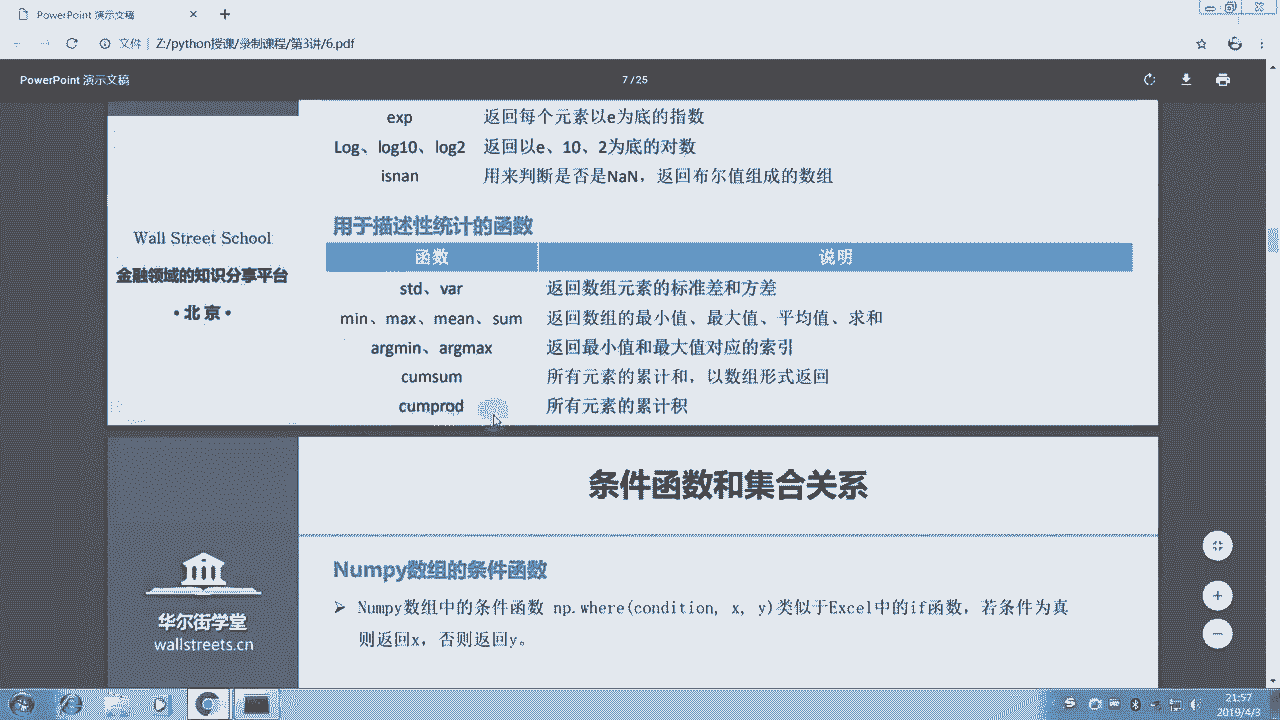 PowerPoint 演示文稿
文件 | Z:/python授课/录制课程/第3讲/6.pdf
PowerPoint 演示文稿
7 / 25
exp 返回每个元素以e为底的指数
Log、log10、log2 返回以e、10、2为底的对数
isnan 用来判断是否是NaN，返回布尔值组成的数组
用于描述性统计的函数
函数 说明
std、var 返回数组元素的标准差和方差
min、max、mean、sum 返回数组的最小值、最大值、平均值、求和
argmin、argmax 返回最小值和最大值对应的索引
cumsum 所有元素的累计和，以数组形式返回
cumprod 所有元素的累计积
Wall Street School
金融领域的知识分享平台
•北京•
条件函数和集合关系
Numpy数组的条件函数
➢ Numpy数组中的条件函数 np.where(condition, x, y)类似于Excel中的if函数，若条件为真
则返回x，否则返回y。
华尔街学堂
wallstreets.cn
21:57
2019/4/3